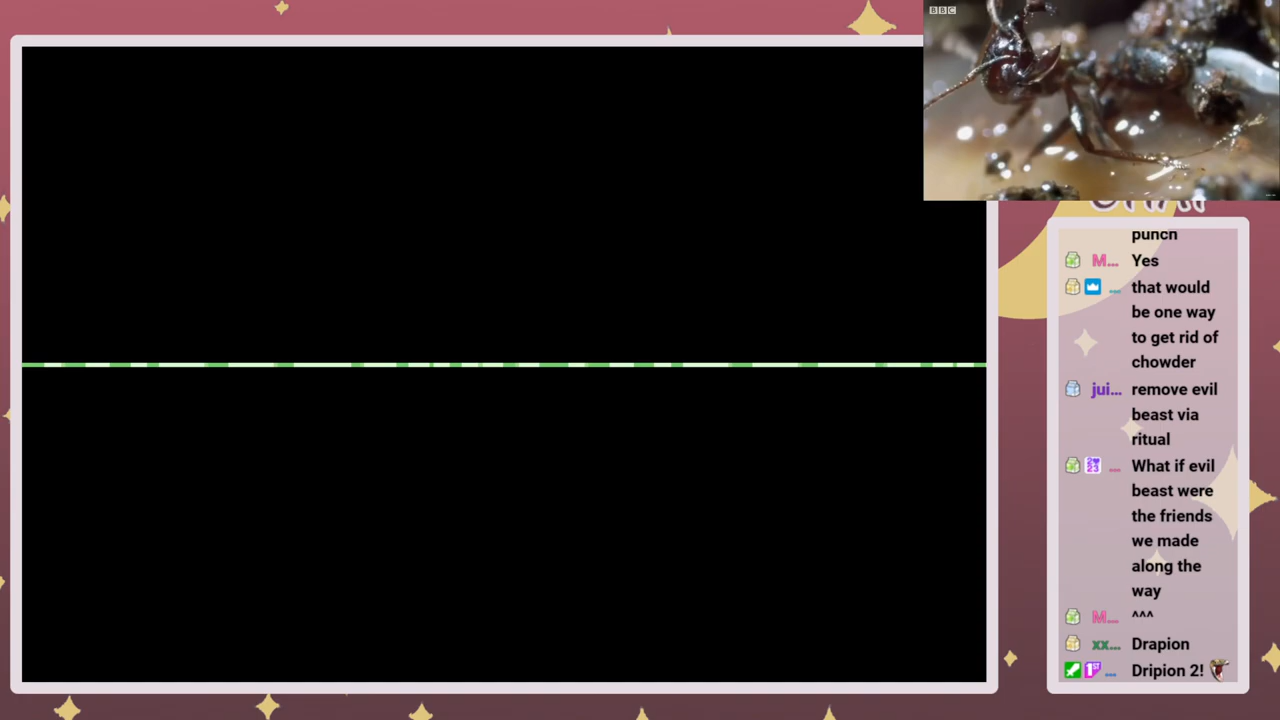 BBC
punch
M... Yes
... that would
be one way
to get rid of
chowder
jui... remove evil
beast via
ritual
... What if evil
beast were
the friends
we made
along the
way
M... ^^^
xx... Drapion
1ST ... Dripion 2!